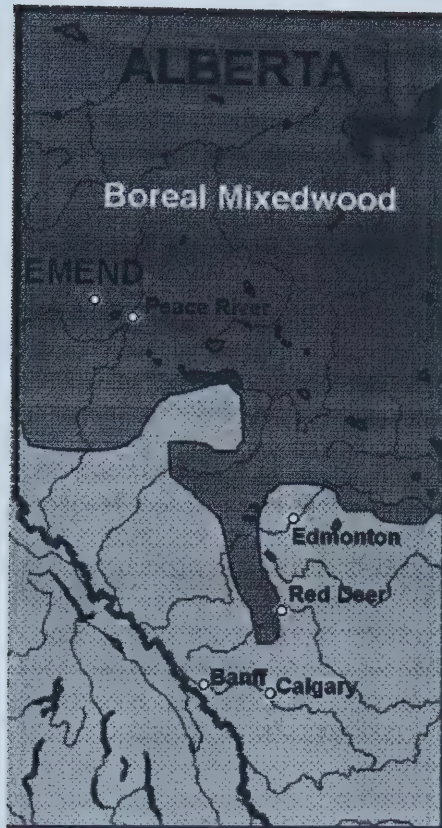 ALBERTA
Boreal Mixedwood
EMEND
Peace River
Edmonton
Red Deer
Banff
Calgary